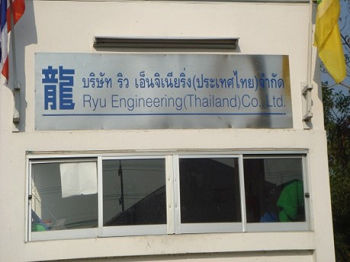 龍
บริษัท ริว เอ็นจิเนียริ่ง(ประเทศไทย)จำกัด
Ryu Engineering(Thailand)Co.,Ltd.